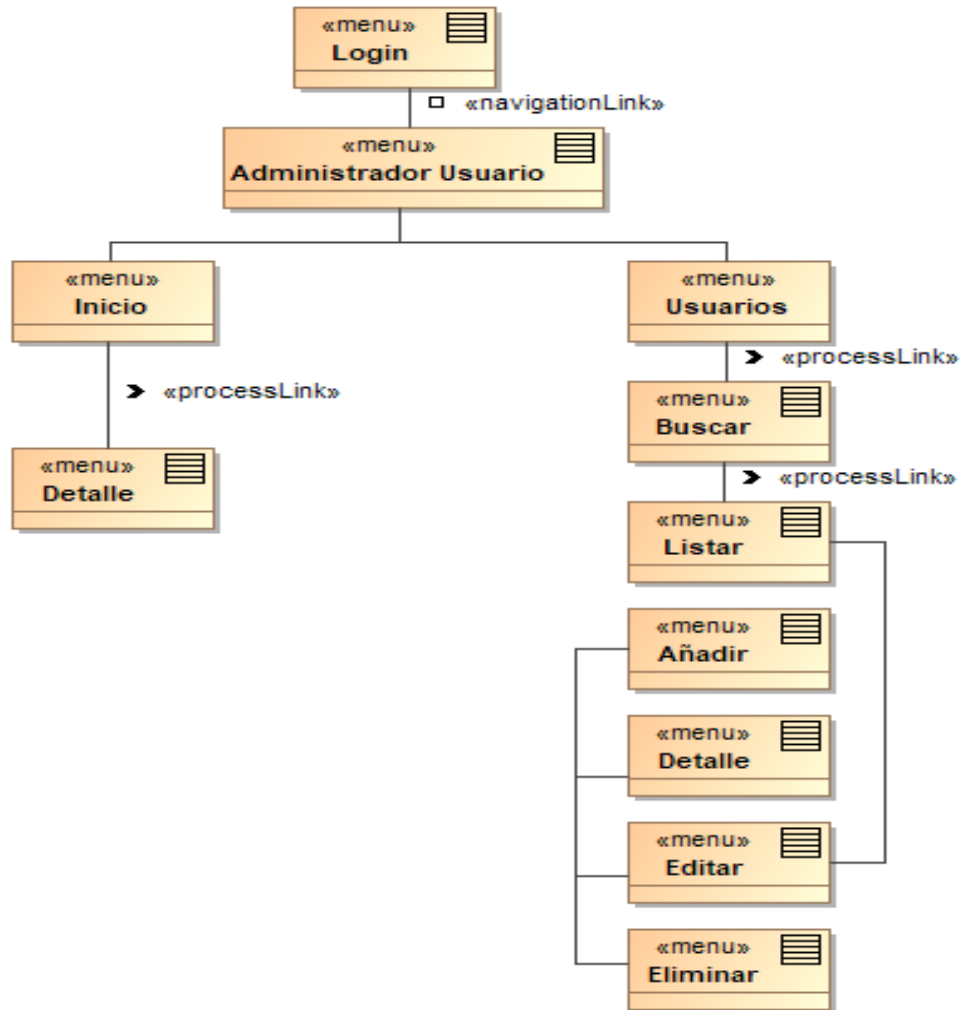 «menu»
Login
«navigationLink»
«menu»
Administrador Usuario
«menu»
Inicio
«processLink»
«menu»
Detalle
«menu»
Usuarios
«processLink»
«menu»
Buscar
«processLink»
«menu»
Listar
«menu»
Añadir
«menu»
Detalle
«menu»
Editar
«menu»
Eliminar